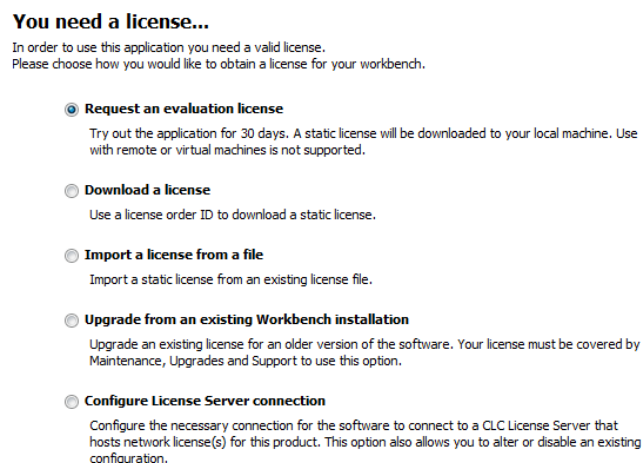 You need a license...
In order to use this application you need a valid license.
Please choose how you would like to obtain a license for your workbench.
Request an evaluation license
Try out the application for 30 days. A static license will be downloaded to your local machine. Use
with remote or virtual machines is not supported.
Download a license
Use a license order ID to download a static license.
Import a license from a file
Import a static license from an existing license file.
Upgrade from an existing Workbench installation
Upgrade an existing license for an older version of the software. Your license must be covered by
Maintenance, Upgrades and Support to use this option.
Configure License Server connection
Configure the necessary connection for the software to connect to a CLC License Server that
hosts network license(s) for this product. This option also allows you to alter or disable an existing
configuration.